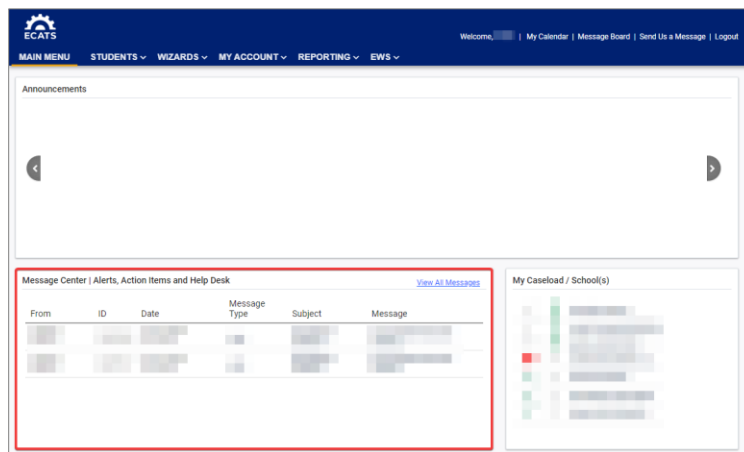 ECATS
Welcome, | My Calendar | Message Board | Send Us a Message | Logout
MAIN MENU STUDENTS WIZARDS MY ACCOUNT REPORTING EWS
Announcements
Message Center | Alerts, Action Items and Help Desk View All Messages
My Caseload / School(s)
From ID Date Message Type Subject Message